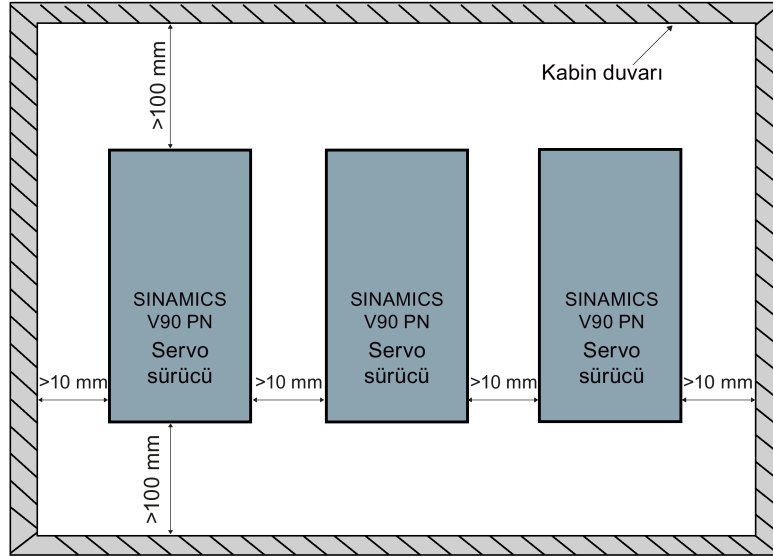 >100 mm
Kabin duvarı
SINAMICS
V90 PN
Servo
sürücü
SINAMICS
V90 PN
Servo
sürücü
SINAMICS
V90 PN
Servo
sürücü
>10 mm
>10 mm
>10 mm
>10 mm
>100 mm